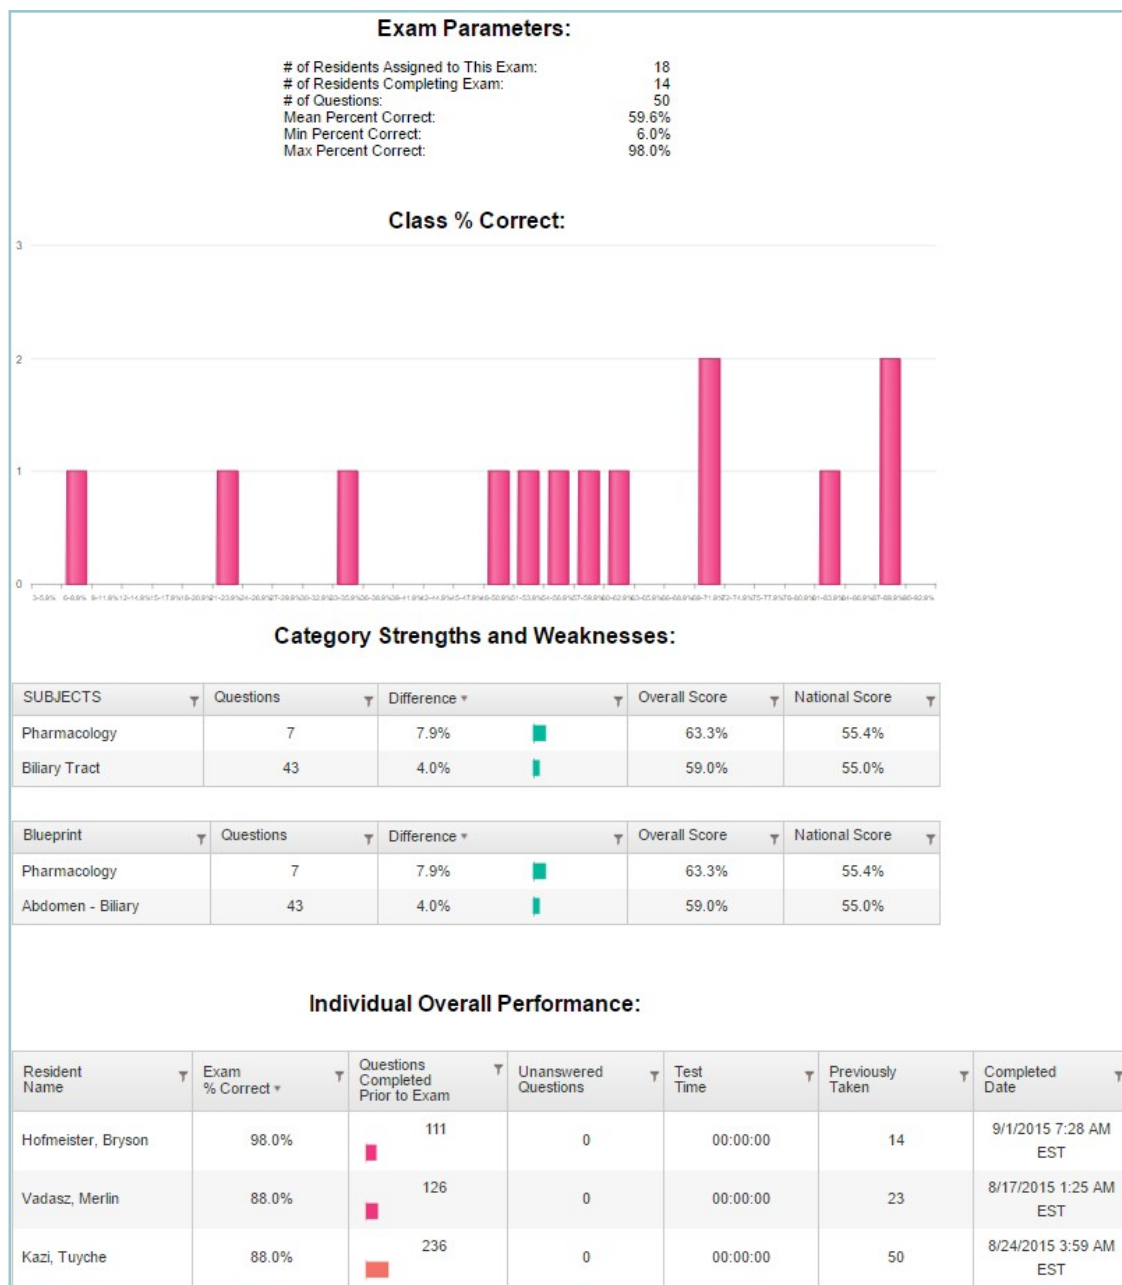 Exam Parameters:
# of Residents Assigned to This Exam: 18
# of Residents Completing Exam: 14
# of Questions: 50
Mean Percent Correct: 59.6%
Min Percent Correct: 6.0%
Max Percent Correct: 98.0%
Class % Correct:
3
2
1
0
Category Strengths and Weaknesses:
SUBJECTS Questions Difference Overall Score National Score
Pharmacology 7 7.9% 63.3% 55.4%
Biliary Tract 43 4.0% 59.0% 55.0%
Blueprint Questions Difference Overall Score National Score
Pharmacology 7 7.9% 63.3% 55.4%
Abdomen - Biliary 43 4.0% 59.0% 55.0%
Individual Overall Performance:
Resident Name Exam % Correct Questions Completed Prior to Exam Unanswered Questions Test Time Previously Taken Completed Date
Hofmeister, Bryson 98.0% 111 0 00:00:00 14 9/1/2015 7:28 AM EST
Vadasz, Merlin 88.0% 126 0 00:00:00 23 8/17/2015 1:25 AM EST
Kazi, Tuyche 88.0% 236 0 00:00:00 50 8/24/2015 3:59 AM EST